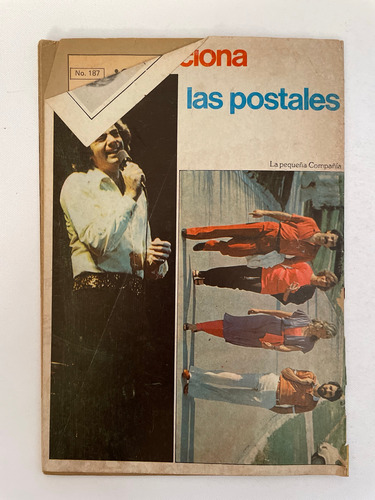 No. 187
ciona
las postales
La pequeña Compañía